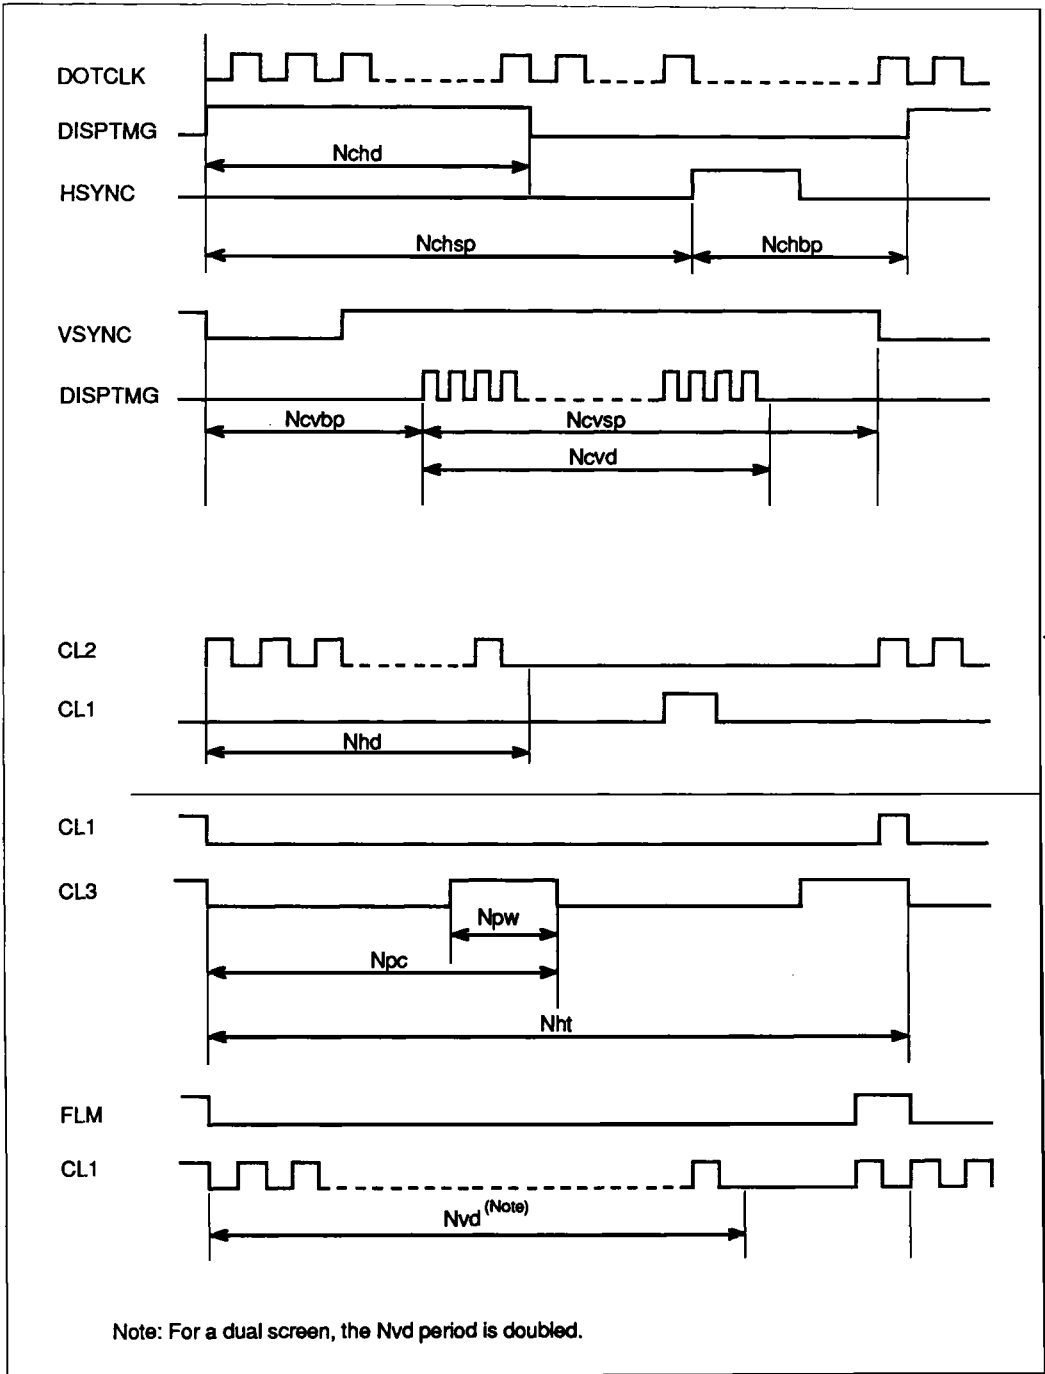 DOTCLK
DISPTMG
Nchd
HSYNC
Nchsp
Nchbp
VSYNC
DISPTMG
Ncvbp
Ncvsp
Ncvd
CL2
CL1
Nhd
CL1
CL3
Npw
Npc
Nht
FLM
CL1
Nvd (Note)
Note: For a dual screen, the Nvd period is doubled.